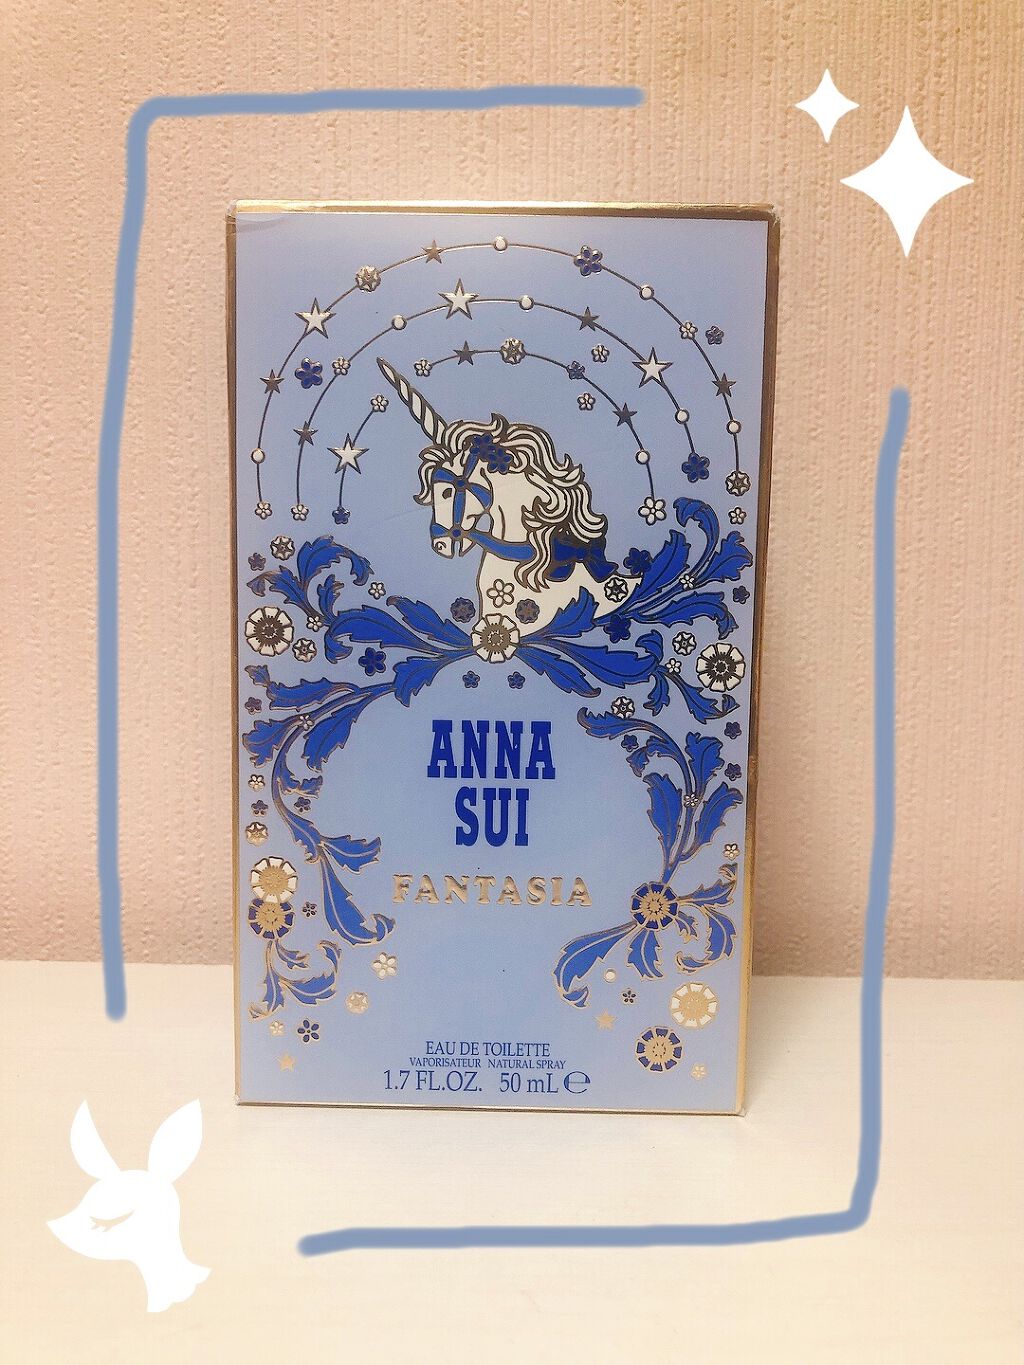 ANNA
SUI
FANTASIA
EAU DE TOILETTE
VAPORISATEUR NATURAL SPRAY
1.7 FL.OZ. 50 mL ℮